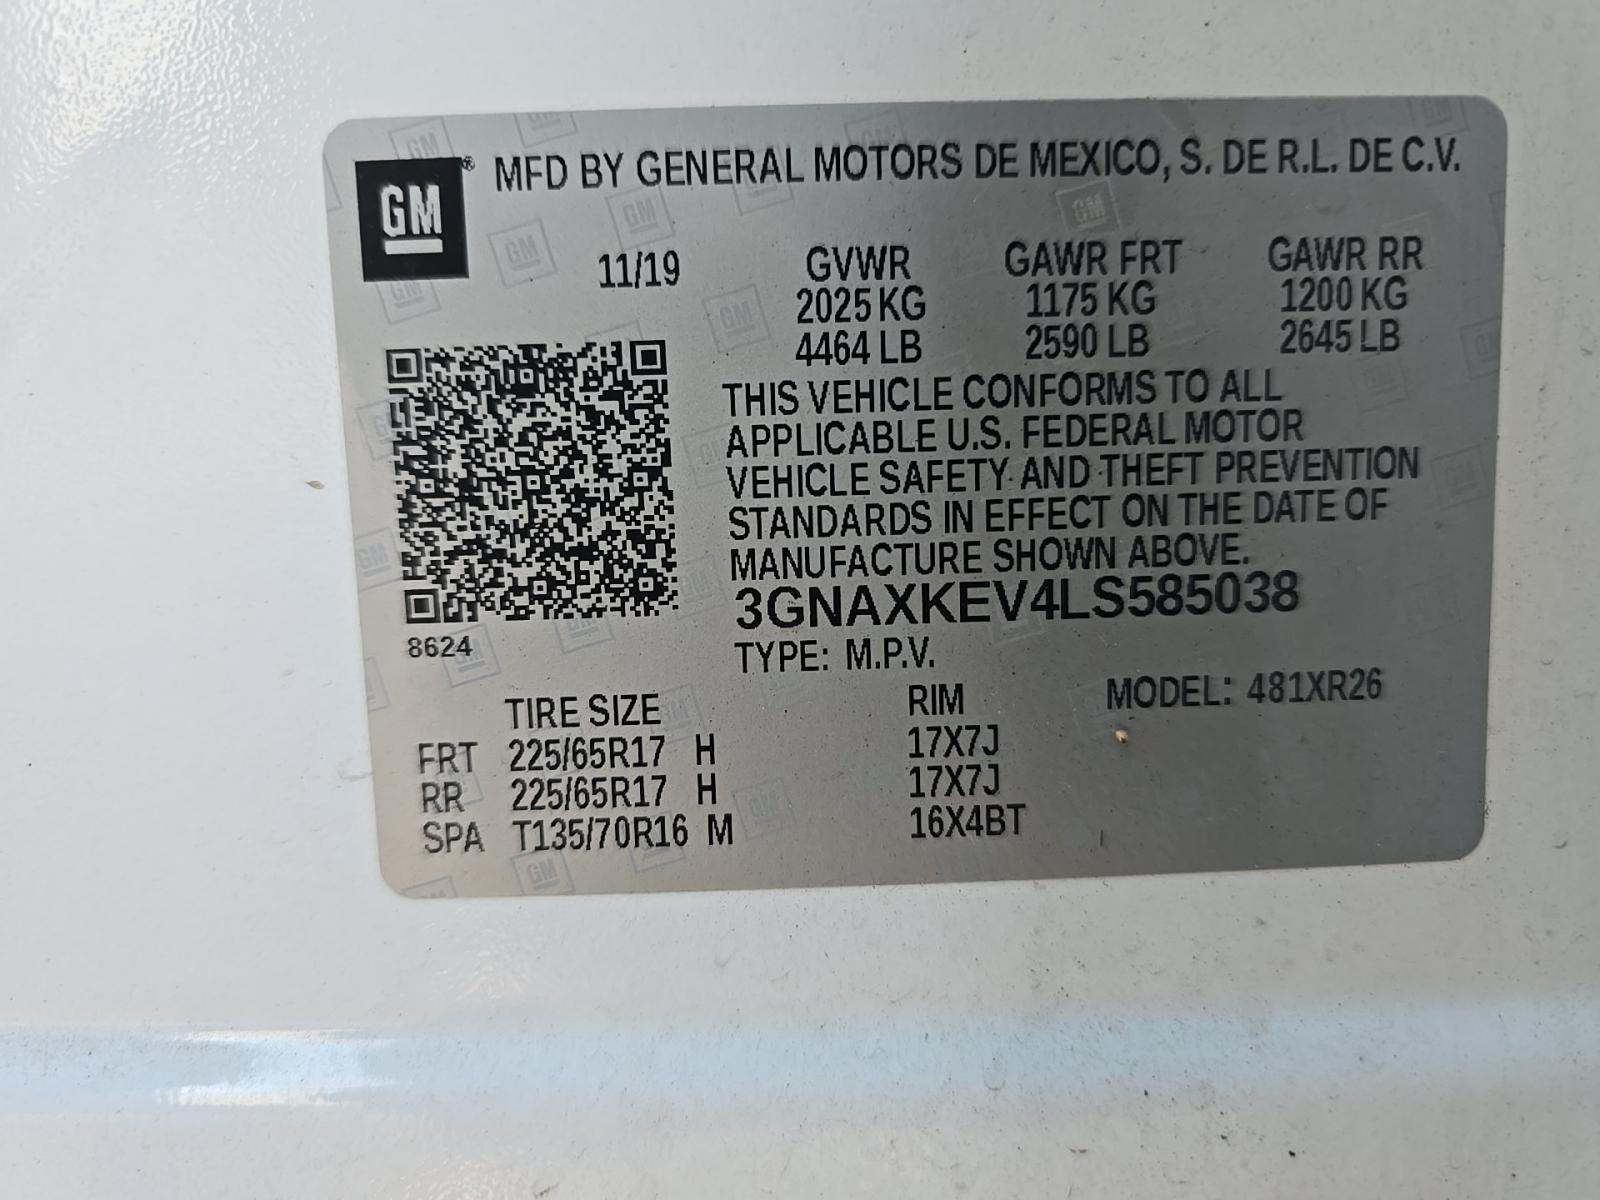 GM® MFD BY GENERAL MOTORS DE MEXICO, S. DE R.L. DE C.V.
11/19 GVWR GAWR FRT GAWR RR
2025 KG 1175 KG 1200 KG
4464 LB 2590 LB 2645 LB
THIS VEHICLE CONFORMS TO ALL
APPLICABLE U.S. FEDERAL MOTOR
VEHICLE SAFETY AND THEFT PREVENTION
STANDARDS IN EFFECT ON THE DATE OF
MANUFACTURE SHOWN ABOVE.
3GNAXKEV4LS585038
8624
TYPE: M.P.V.
TIRE SIZE RIM MODEL: 481XR26
FRT 225/65R17 H 17X7J
RR 225/65R17 H 17X7J
SPA T135/70R16 M 16X4BT